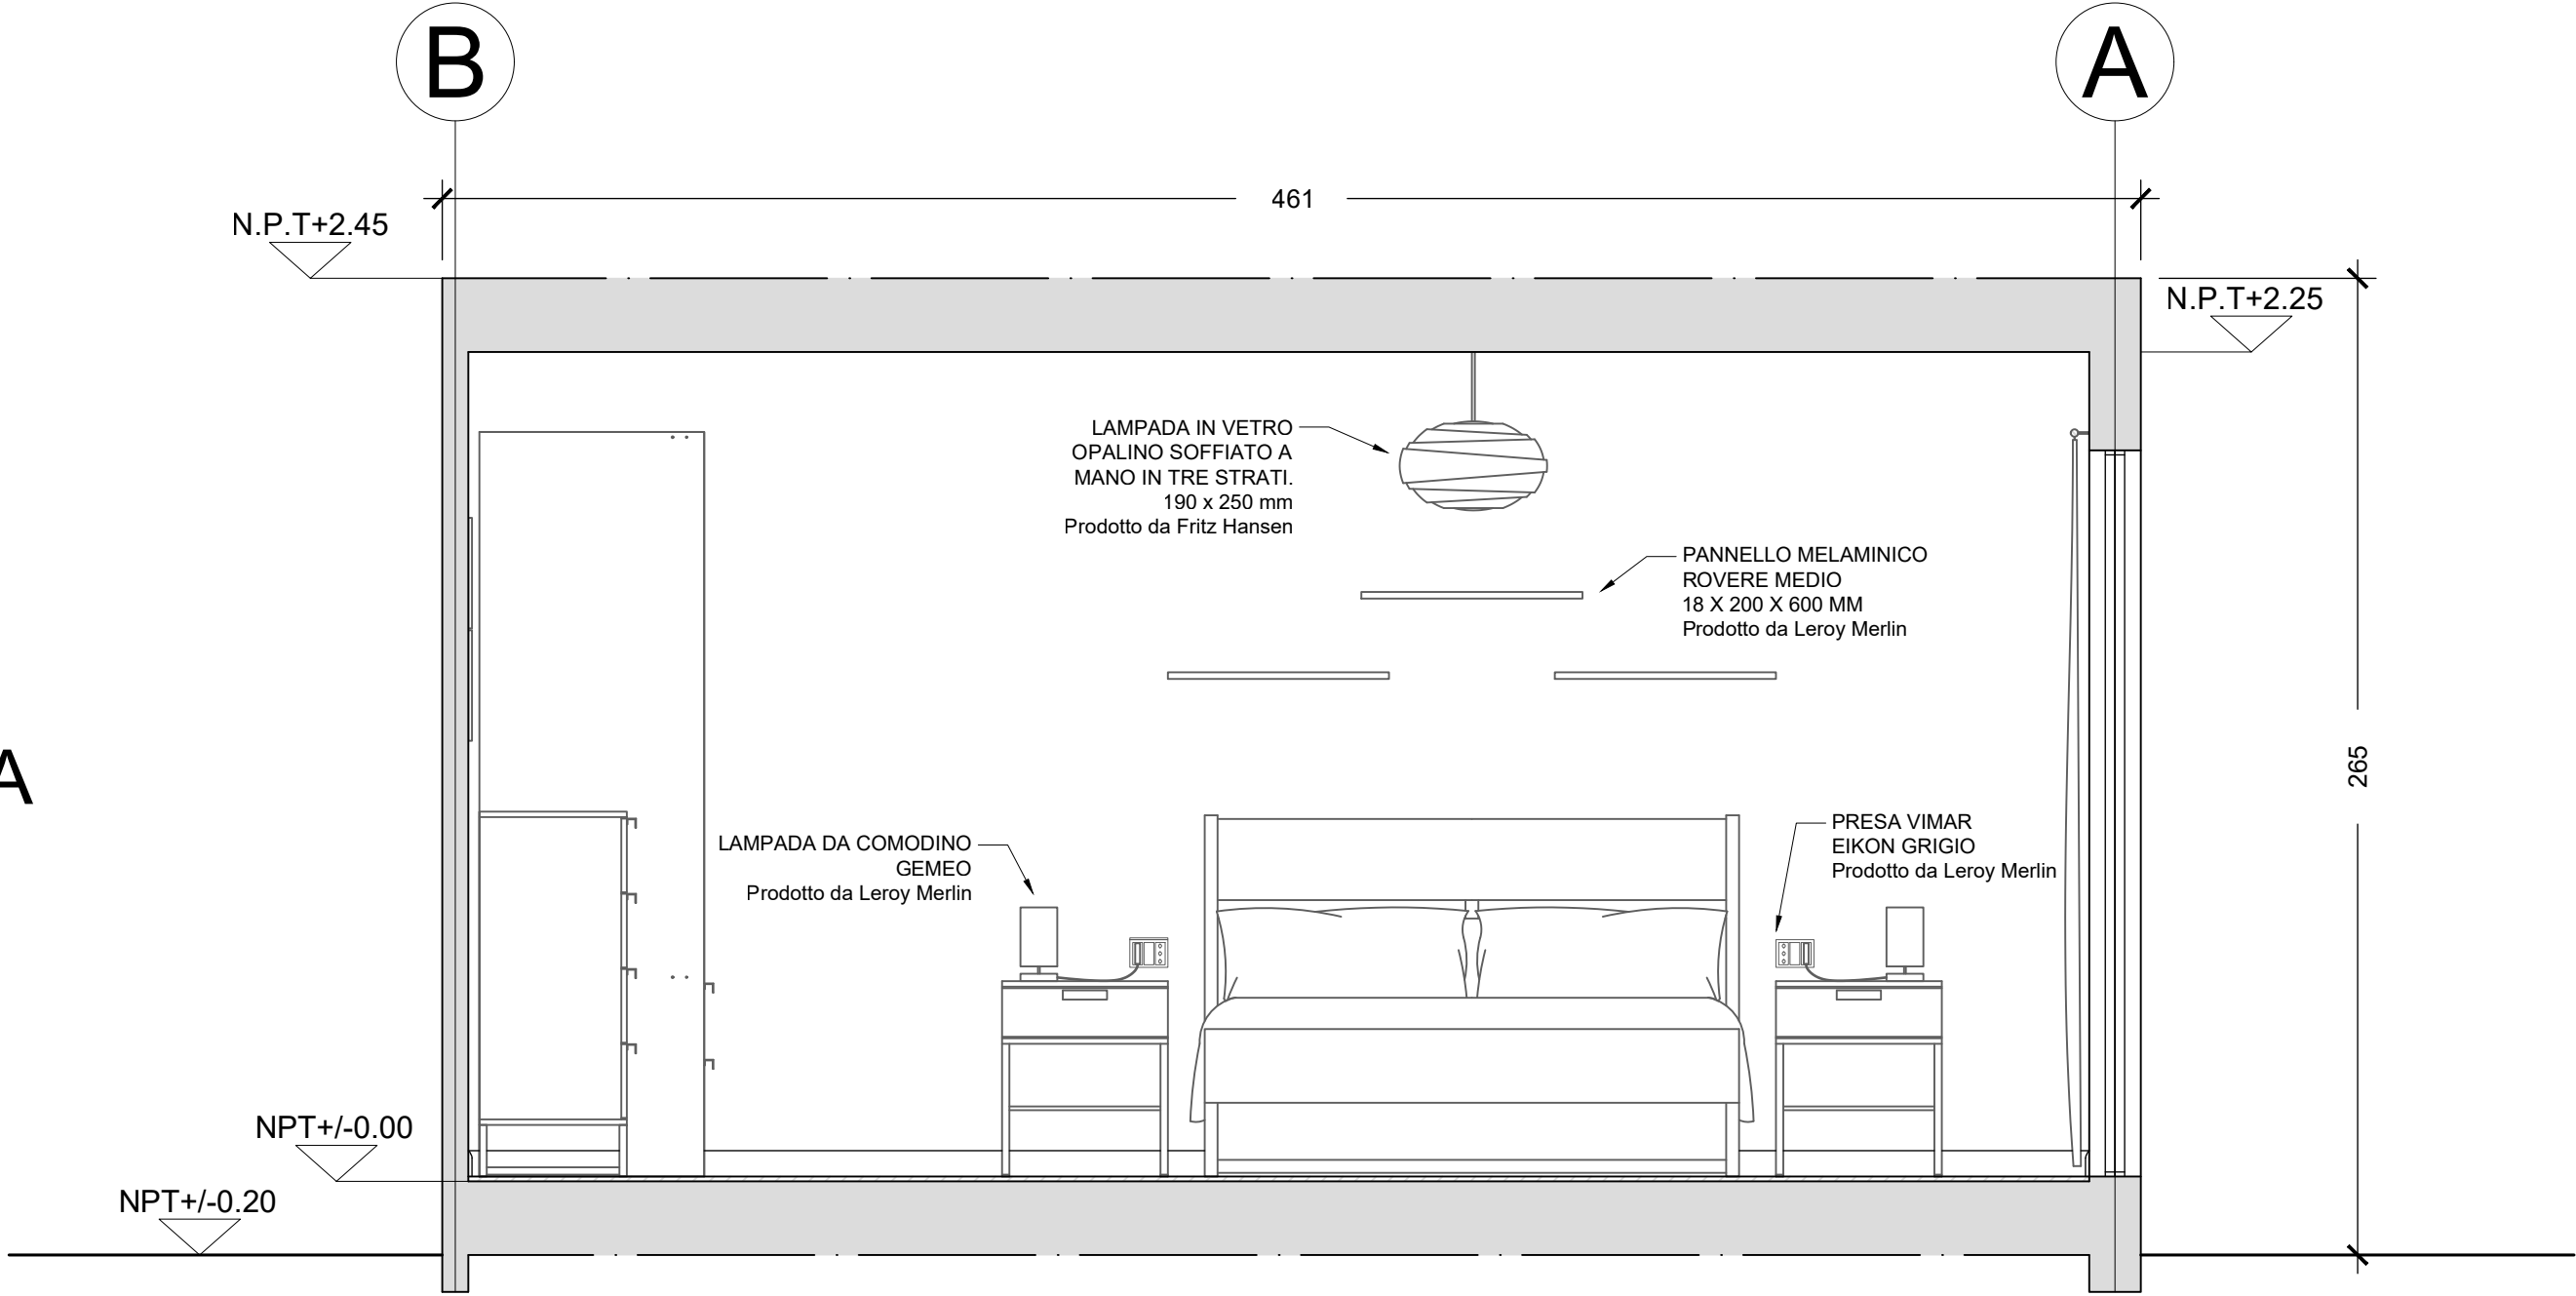 B
A
461
N.P.T+2.45
N.P.T+2.25
LAMPADA IN VETRO
OPALINO SOFFIATO A
MANO IN TRE STRATI.
190 x 250 mm
Prodotto da Fritz Hansen
PANNELLO MELAMINICO
ROVERE MEDIO
18 X 200 X 600 MM
Prodotto da Leroy Merlin
A
265
LAMPADA DA COMODINO
GEMEO
Prodotto da Leroy Merlin
PRESA VIMAR
EIKON GRIGIO
Prodotto da Leroy Merlin
NPT+/-0.00
NPT+/-0.20